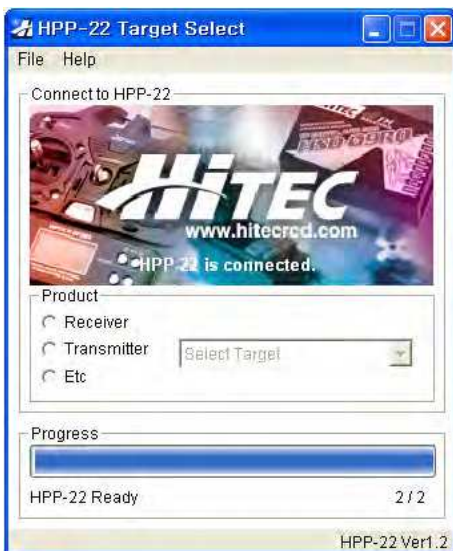 HPP-22 Target Select
File Help
Connect to HPP-22
HiTEC
www.hitecrcd.com
HPP-22 is connected.
Product
Receiver
Transmitter
Select Target
Etc
Progress
HPP-22 Ready 2 / 2
HPP-22 Ver1.2